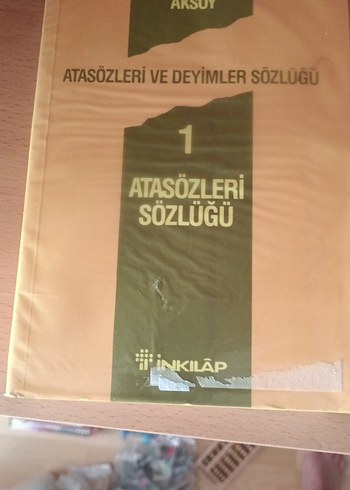 AKSOY
ATASÖZLERİ VE DEYİMLER SÖZLÜĞÜ
1
ATASÖZLERİ
SÖZLÜĞÜ
İNKILÂP